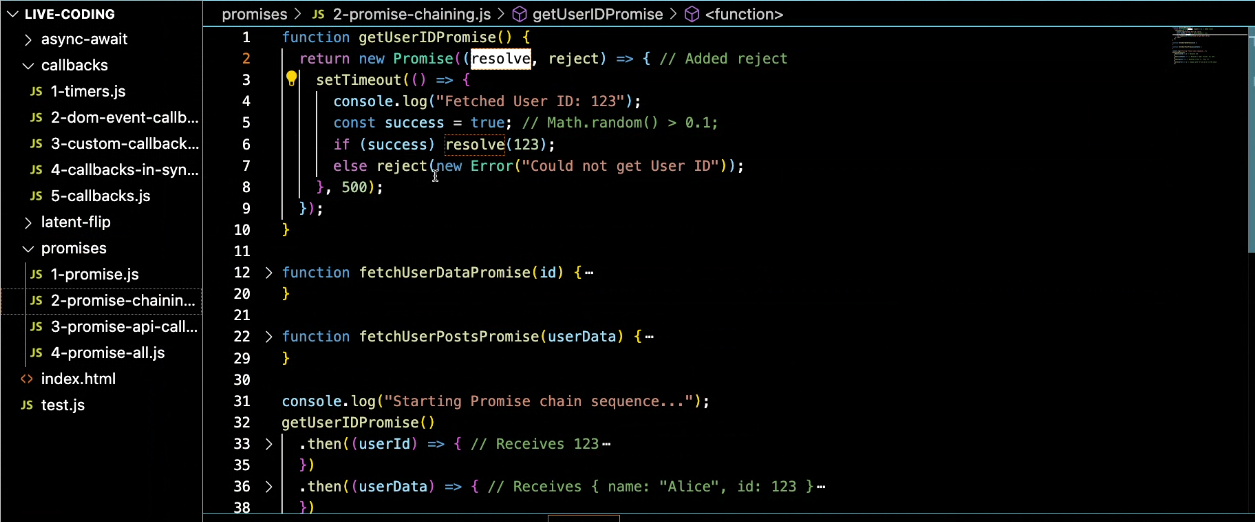 LIVE-CODING
async-await
callbacks
JS 1-timers.js
JS 2-dom-event-callb...
JS 3-custom-callback...
JS 4-callbacks-in-syn...
JS 5-callbacks.js
latent-flip
promises
JS 1-promise.js
JS 2-promise-chainin...
JS 3-promise-api-call...
JS 4-promise-all.js
<> index.html
JS test.js
promises > JS 2-promise-chaining.js > getUserIDPromise > <function>
1 function getUserIDPromise() {
2 return new Promise((resolve, reject) => { // Added reject
3 setTimeout(() => {
4 console.log("Fetched User ID: 123");
5 const success = true; // Math.random() > 0.1;
6 if (success) resolve(123);
7 else reject(new Error("Could not get User ID"));
8 }, 500);
9 });
10 }
11
12 > function fetchUserDataPromise(id) {⋯
20 }
21
22 > function fetchUserPostsPromise(userData) {⋯
29 }
30
31 console.log("Starting Promise chain sequence...");
32 getUserIDPromise()
33 > .then((userId) => { // Receives 123⋯
35 })
36 > .then((userData) => { // Receives { name: "Alice", id: 123 }⋯
38 })